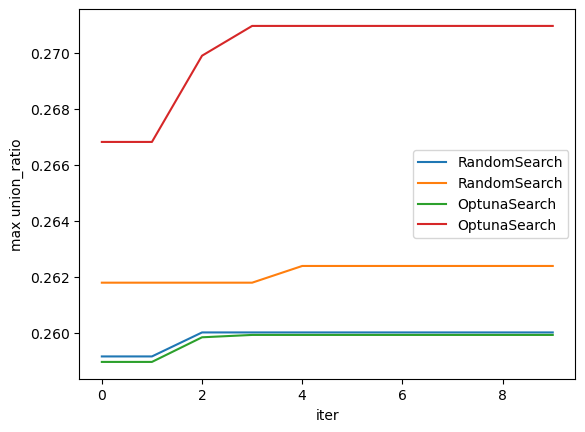 0.270
0.268
0.266
0.264
0.262
0.260
max union_ratio
RandomSearch
RandomSearch
OptunaSearch
OptunaSearch
0
2
4
6
8
iter